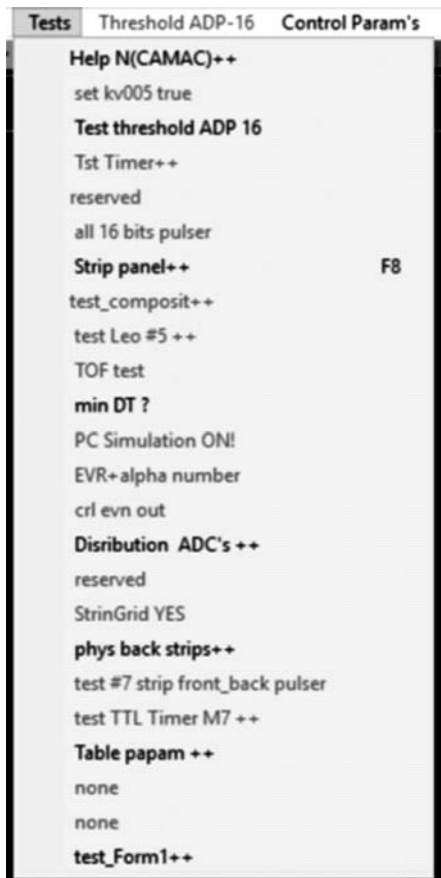 Tests Threshold ADP-16 Control Param's
Help N(CAMAC)++
set kv005 true
Test threshold ADP 16
Tst Timer++
reserved
all 16 bits pulser
Strip panel++ F8
test_composit++
test Leo #5 ++
TOF test
min DT ?
PC Simulation ON!
EVR+alpha number
crl evn out
Disribution ADC's ++
reserved
StrinGrid YES
phys back strips++
test #7 strip front_back pulser
test TTL Timer M7 ++
Table papam ++
none
none
test_Form1++